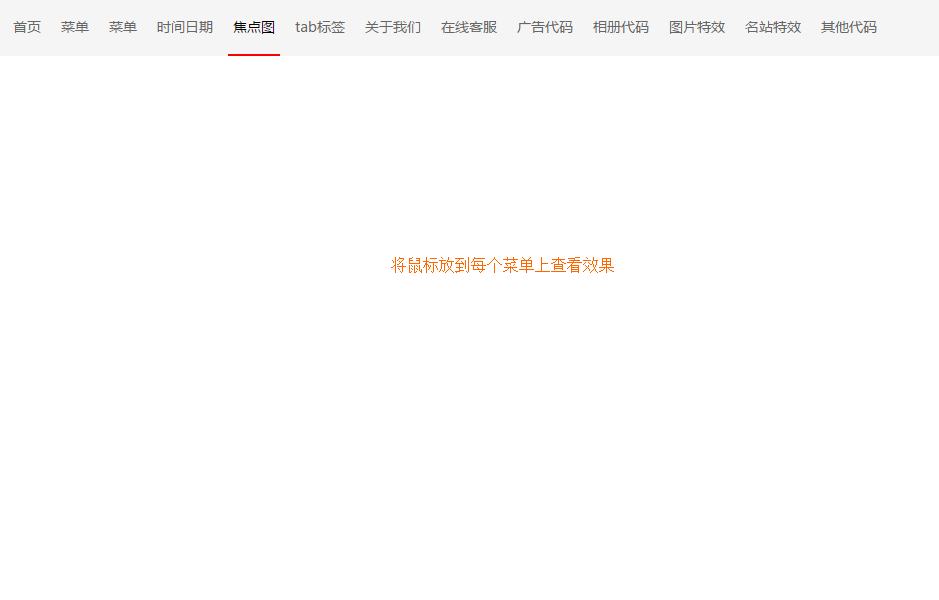 首页 菜单 菜单 时间日期 焦点图 tab标签 关于我们 在线客服 广告代码 相册代码 图片特效 名站特效 其他代码
将鼠标放到每个菜单上查看效果